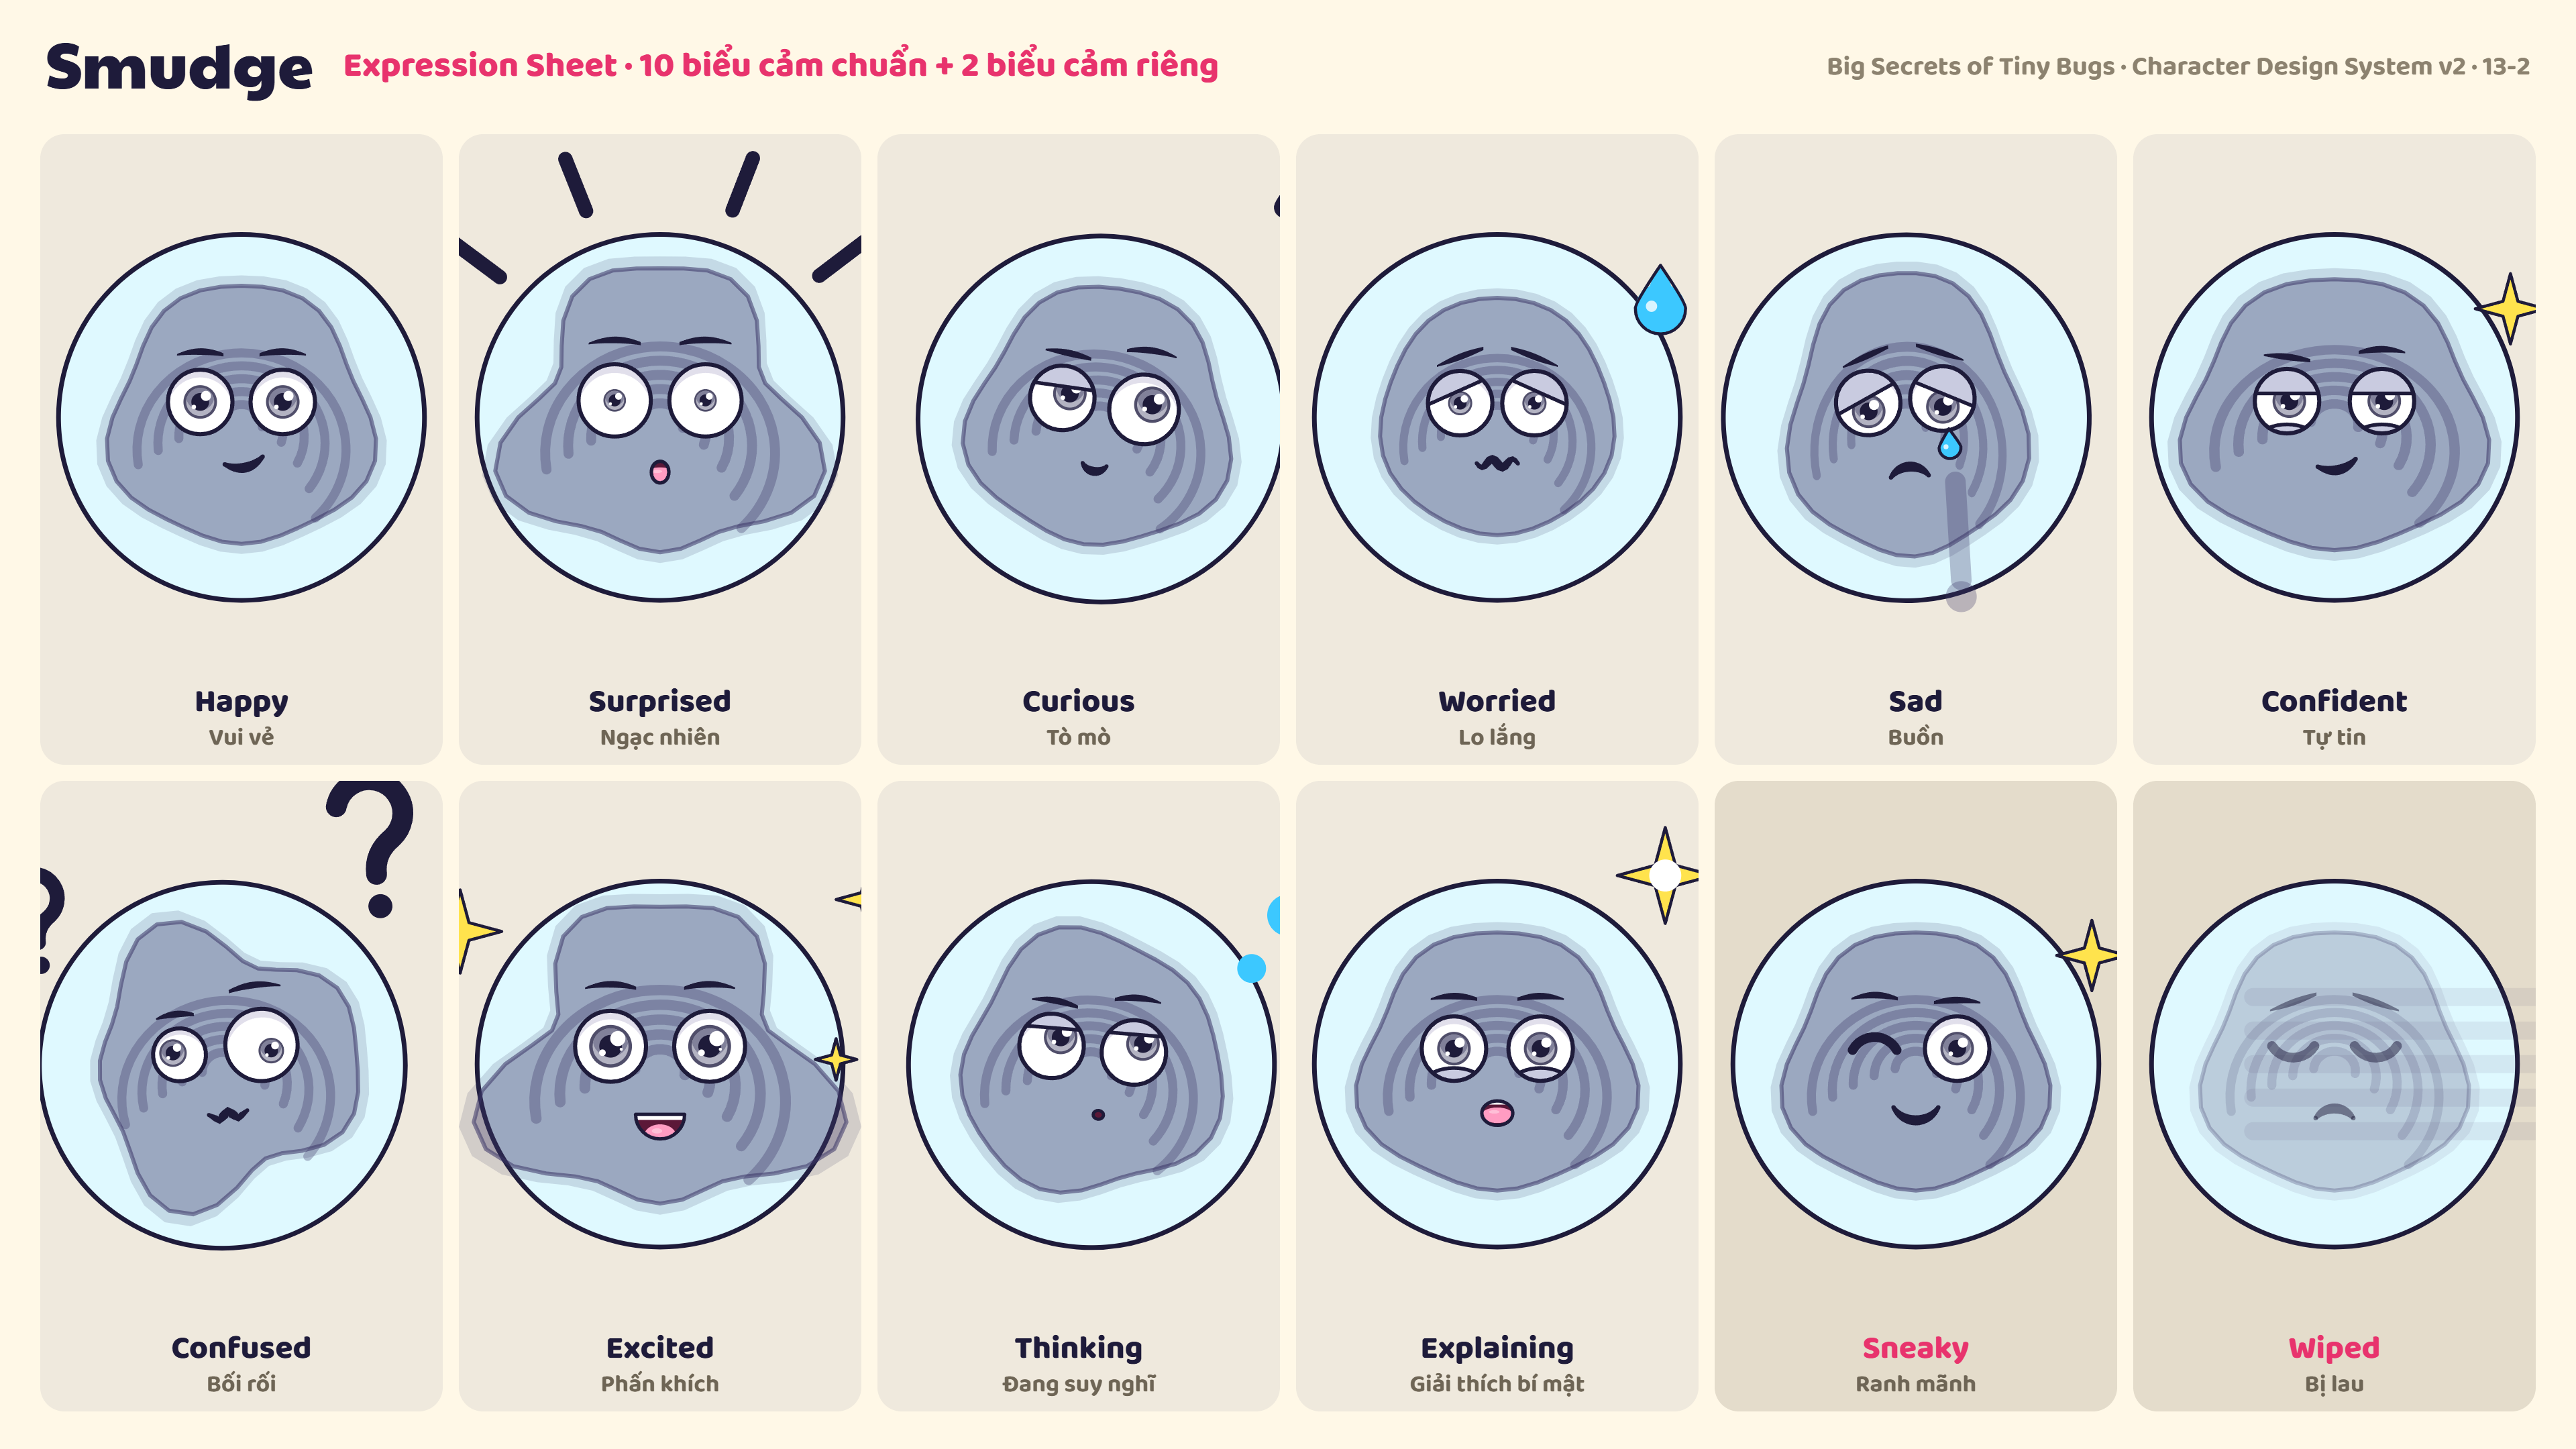 Smudge
Expression Sheet · 10 biểu cảm chuẩn + 2 biểu cảm riêng
Big Secrets of Tiny Bugs · Character Design System v2 · 13-2
Happy
Vui vẻ
Surprised
Ngạc nhiên
Curious
Tò mò
Worried
Lo lắng
Sad
Buồn
Confident
Tự tin
?
?
Confused
Bối rối
Excited
Phấn khích
Thinking
Đang suy nghĩ
Explaining
Giải thích bí mật
Sneaky
Ranh mãnh
Wiped
Bị lau